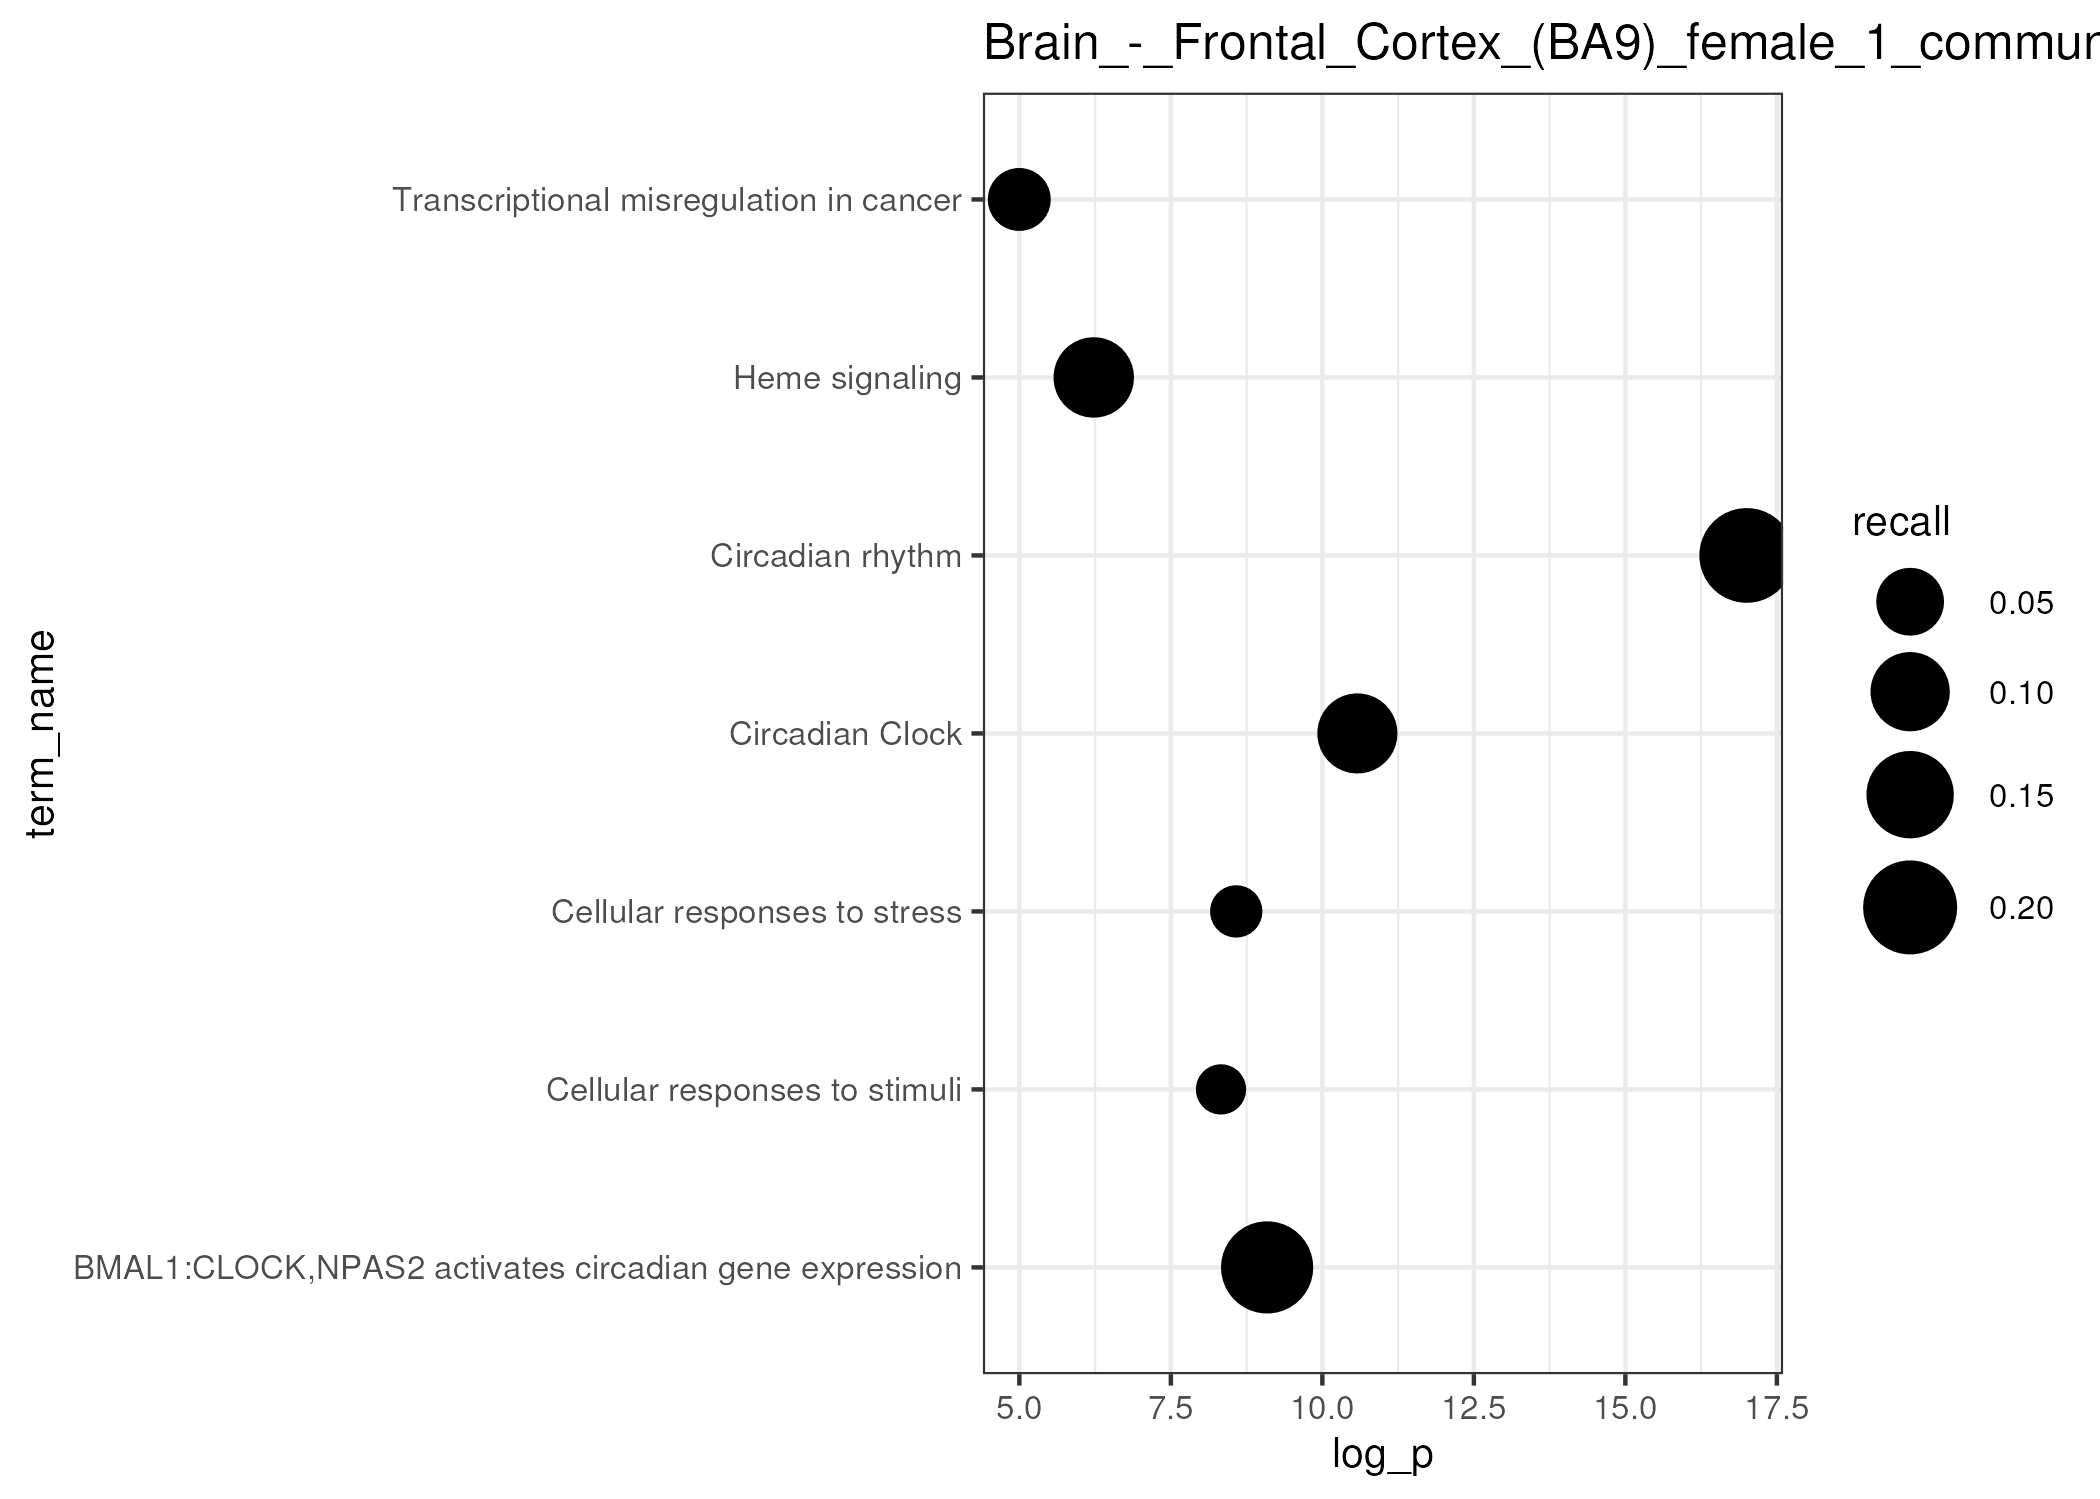 Brain_-_Frontal_Cortex_(BA9)_female_1_commun
Transcriptional misregulation in cancer
Heme signaling
Circadian rhythm
Circadian Clock
Cellular responses to stress
Cellular responses to stimuli
BMAL1:CLOCK,NPAS2 activates circadian gene expression
term_name
5.0 7.5 10.0 12.5 15.0 17.5
log_p
recall
0.05
0.10
0.15
0.20